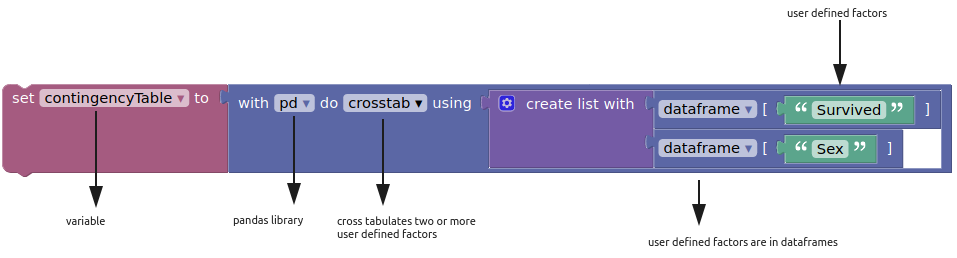 user defined factors
set contingencyTable ▾ to with pd ▾ do crosstab ▾ using create list with dataframe ▾ [ “ Survived ” ]
dataframe ▾ [ “ Sex ” ]
variable
pandas library
cross tabulates two or more
user defined factors
user defined factors are in dataframes